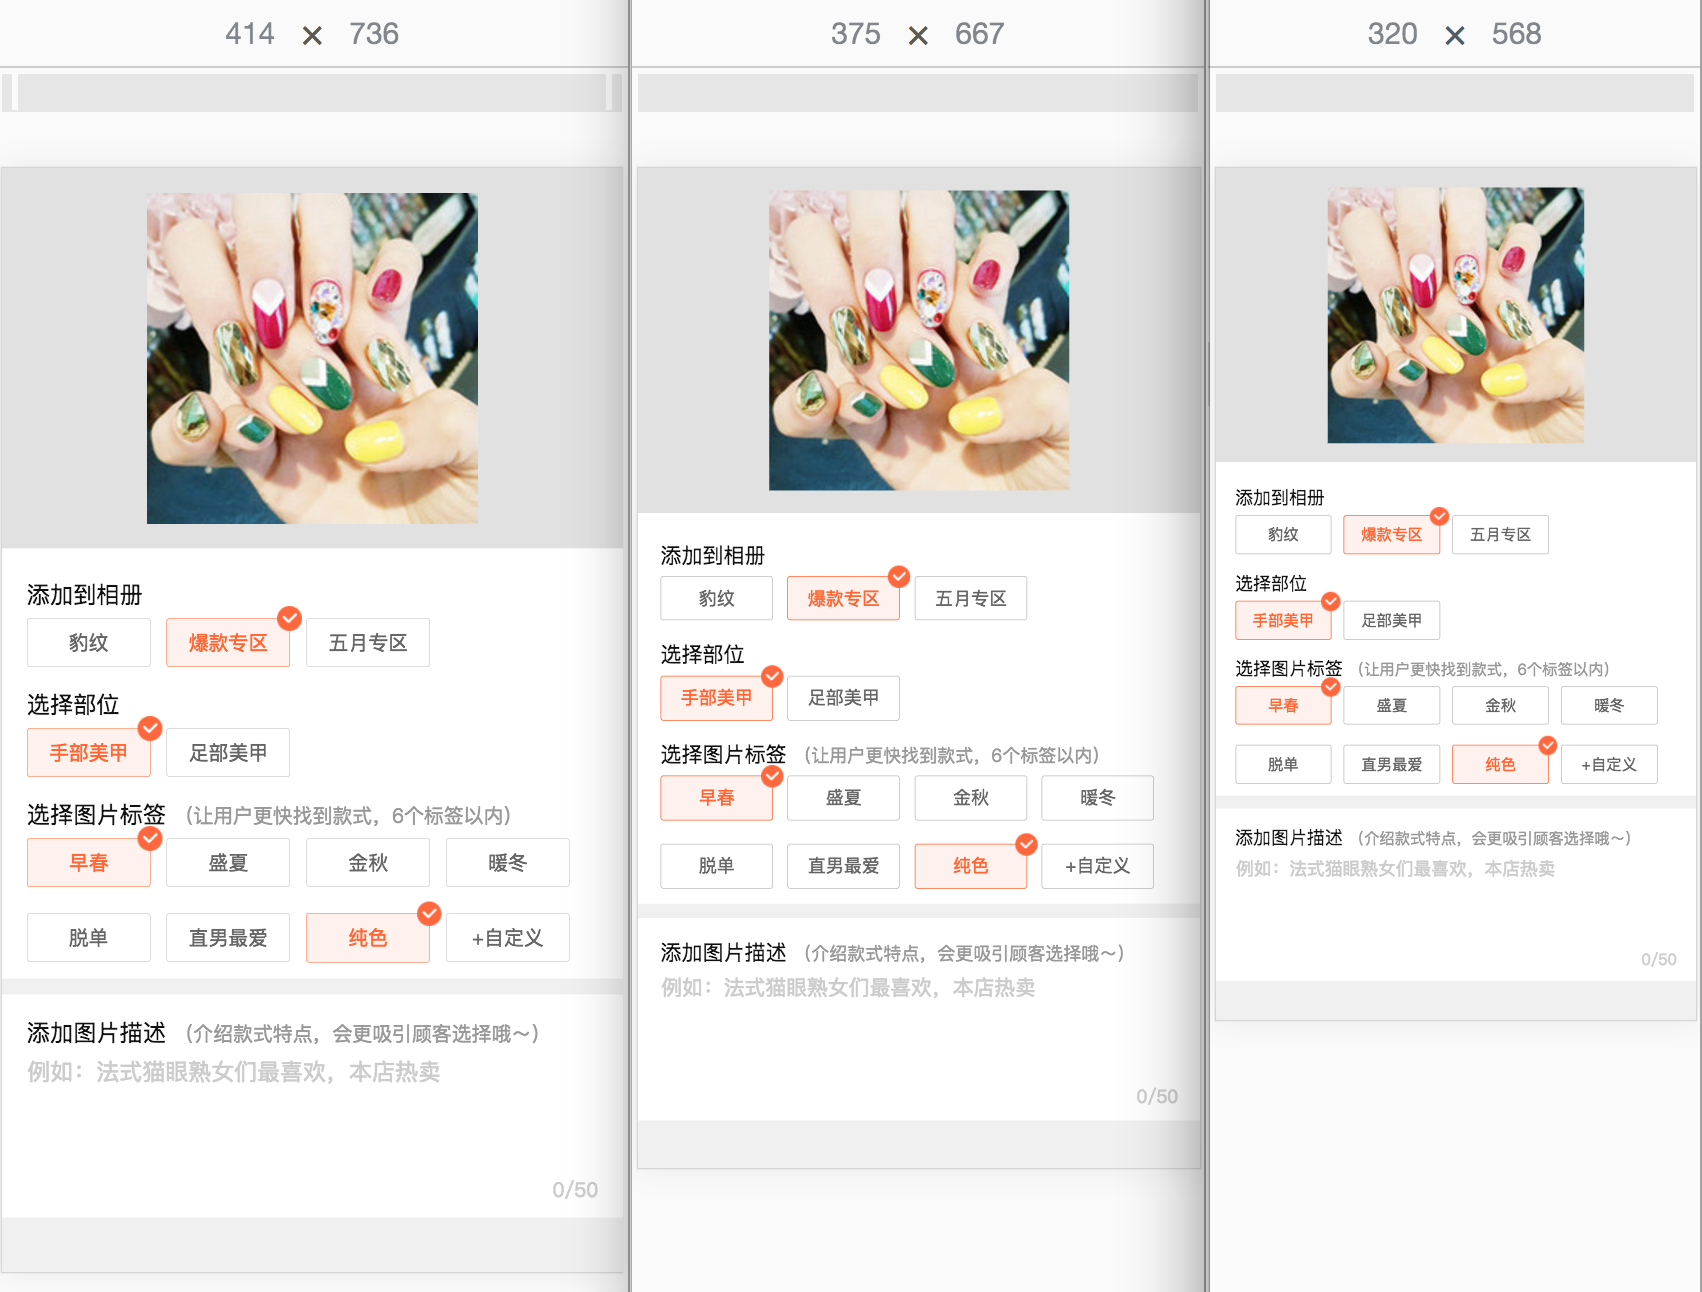 414 × 736
添加到相册
豹纹 爆款专区 五月专区
选择部位
手部美甲 足部美甲
选择图片标签 （让用户更快找到款式，6个标签以内）
早春 盛夏 金秋 暖冬
脱单 直男最爱 纯色 +自定义
添加图片描述 （介绍款式特点，会更吸引顾客选择哦～）
例如：法式猫眼熟女们最喜欢，本店热卖
0/50
375 × 667
添加到相册
豹纹 爆款专区 五月专区
选择部位
手部美甲 足部美甲
选择图片标签 （让用户更快找到款式，6个标签以内）
早春 盛夏 金秋 暖冬
脱单 直男最爱 纯色 +自定义
添加图片描述 （介绍款式特点，会更吸引顾客选择哦～）
例如：法式猫眼熟女们最喜欢，本店热卖
0/50
320 × 568
添加到相册
豹纹 爆款专区 五月专区
选择部位
手部美甲 足部美甲
选择图片标签 （让用户更快找到款式，6个标签以内）
早春 盛夏 金秋 暖冬
脱单 直男最爱 纯色 +自定义
添加图片描述 （介绍款式特点，会更吸引顾客选择哦～）
例如：法式猫眼熟女们最喜欢，本店热卖
0/50